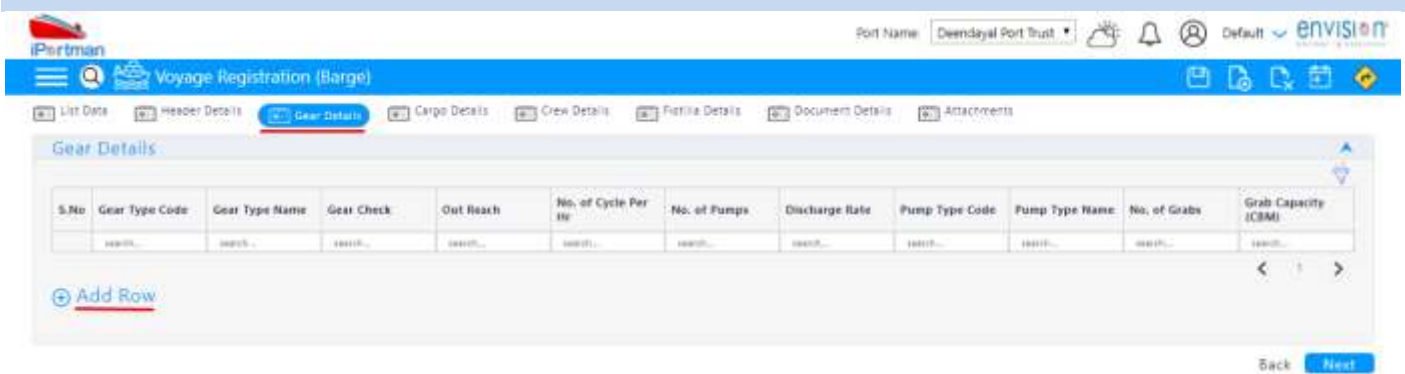 Port Name Deendayal Port Trust Default envision
iPortman
Voyage Registration (Barge)
List Data Header Details Gear Details Cargo Details Crew Details Flotilla Details Document Details Attachments
Gear Details
S.No Gear Type Code Gear Type Name Gear Check Out Reach No. of Cycle Per Hr No. of Pumps Discharge Rate Pump Type Code Pump Type Name No. of Grabs Grab Capacity (CBM)
search... search... search... search... search... search... search... search... search... search... search...
1
Add Row
Back Next